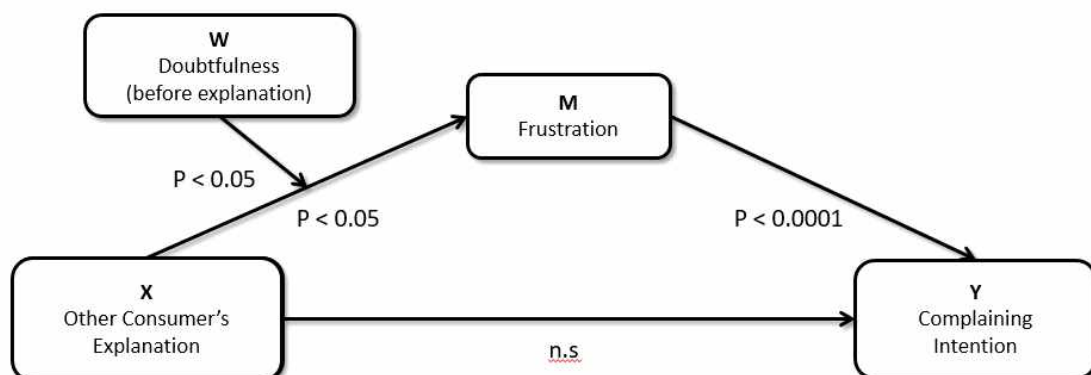 W
Doubtfulness
(before explanation)
M
Frustration
P < 0.05
P < 0.05
P < 0.0001
X
Other Consumer's
Explanation
Y
Complaining
Intention
n.s